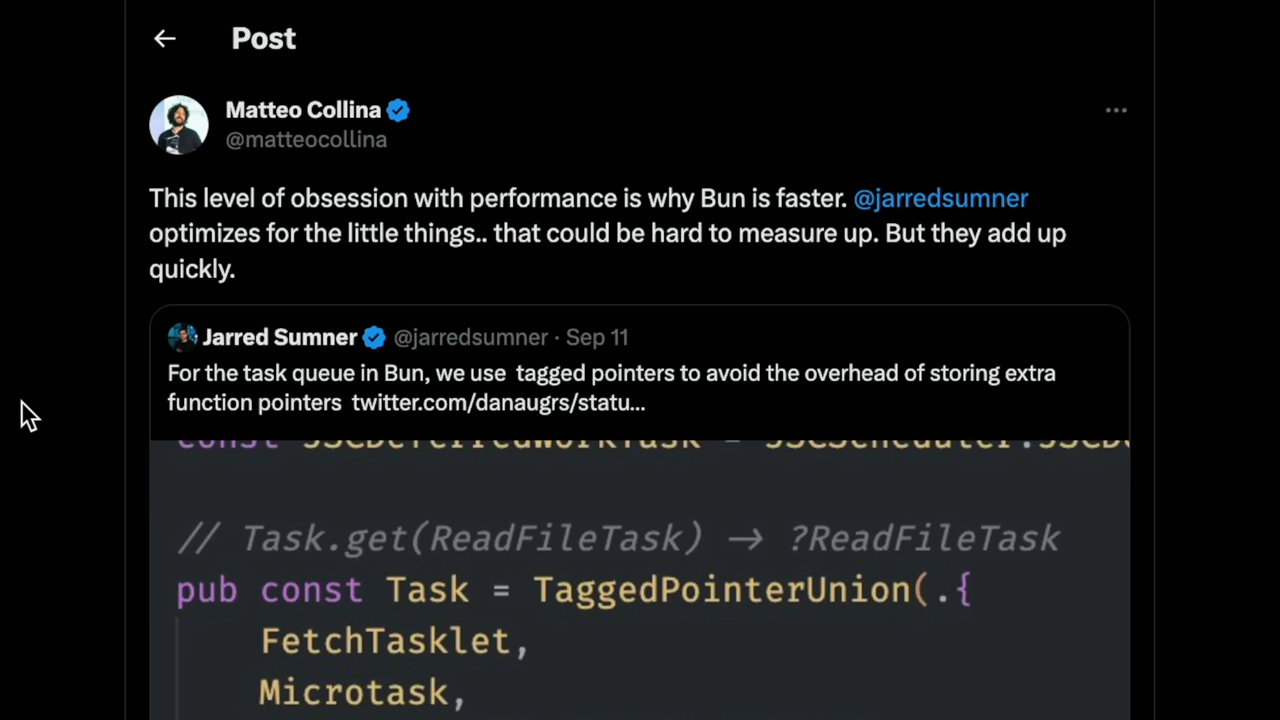 Post
Matteo Collina
@matteocollina
This level of obsession with performance is why Bun is faster. @jarredsumner
optimizes for the little things.. that could be hard to measure up. But they add up
quickly.
Jarred Sumner @jarredsumner · Sep 11
For the task queue in Bun, we use  tagged pointers to avoid the overhead of storing extra
function pointers  twitter.com/danaugrs/statu...
const JSCDeferredWorkTask = JSCScheduler.
// Task.get(ReadFileTask) -> ?ReadFileTask
pub const Task = TaggedPointerUnion(.{
FetchTasklet,
Microtask,